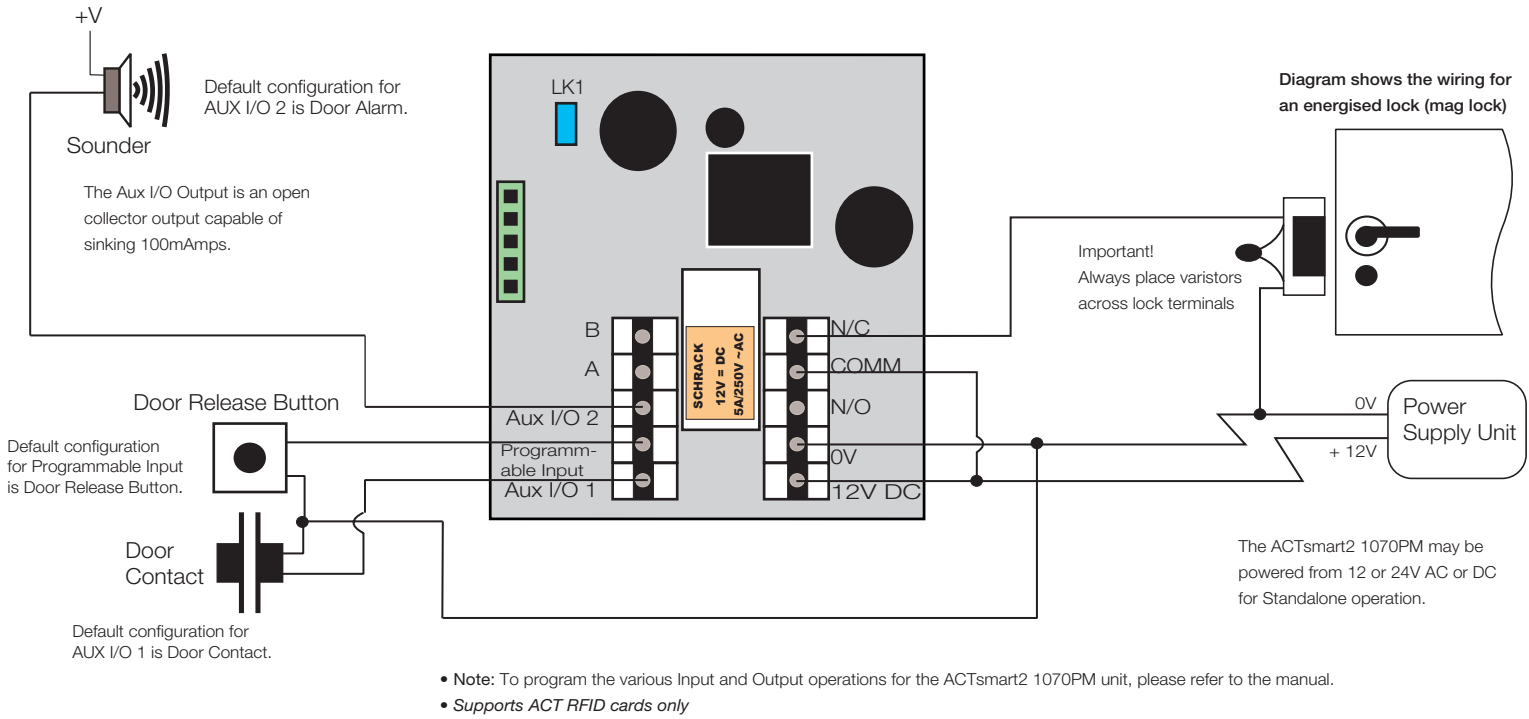 +V
Default configuration for
AUX I/O 2 is Door Alarm.
Sounder
The Aux I/O Output is an open
collector output capable of
sinking 100mAmps.
LK1
Diagram shows the wiring for
an energised lock (mag lock)
Important!
Always place varistors
across lock terminals
B
A
Aux I/O 2
Programm-
able Input
Aux I/O 1
SCHRACK
12V = DC
5A/250V ~AC
N/C
COMM
N/O
0V
12V DC
Door Release Button
Default configuration
for Programmable Input
is Door Release Button.
Door
Contact
Default configuration for
AUX I/O 1 is Door Contact.
0V
+ 12V
Power
Supply Unit
The ACTsmart2 1070PM may be
powered from 12 or 24V AC or DC
for Standalone operation.
• Note: To program the various Input and Output operations for the ACTsmart2 1070PM unit, please refer to the manual.
• Supports ACT RFID cards only